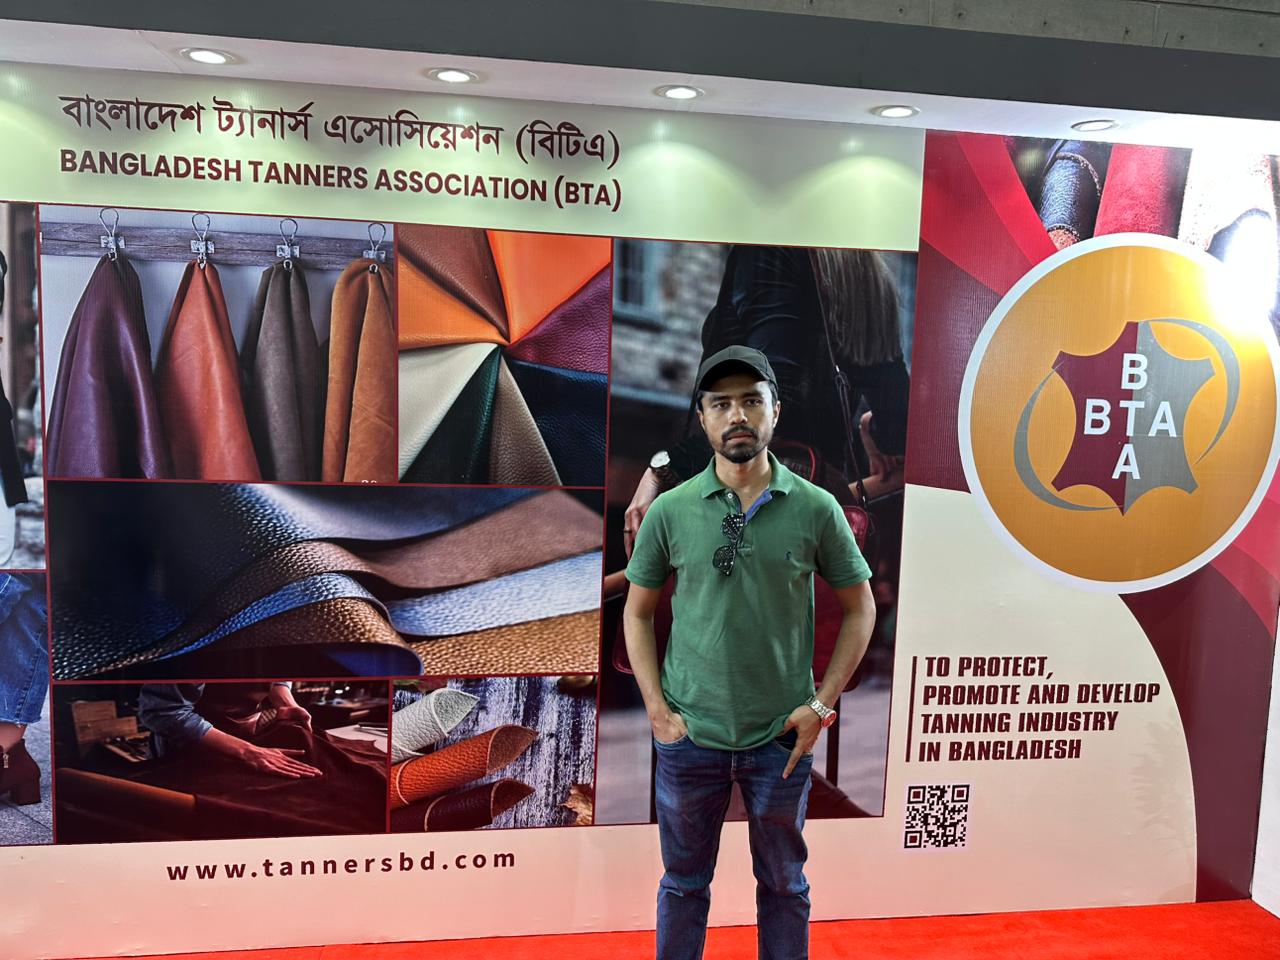 বাংলাদেশ ট্যানার্স এসোসিয়েশন (বিটিএ)
BANGLADESH TANNERS ASSOCIATION (BTA)
B
BTA
A
TO PROTECT,
PROMOTE AND DEVELOP
TANNING INDUSTRY
IN BANGLADESH
www.tannersbd.com